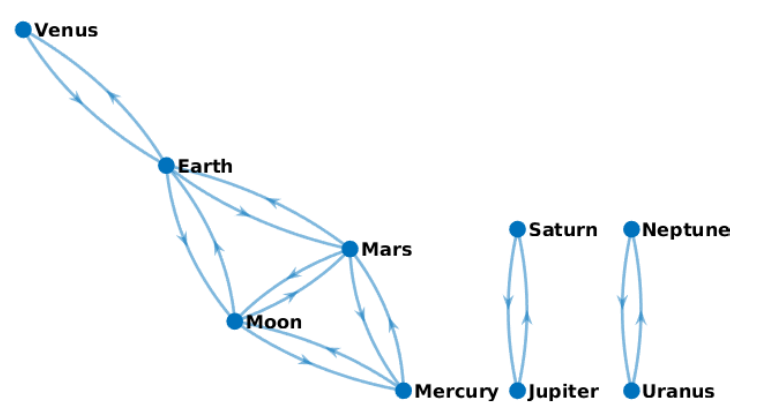 Venus
Earth
Saturn
Neptune
Mars
Moon
Mercury
Jupiter
Uranus